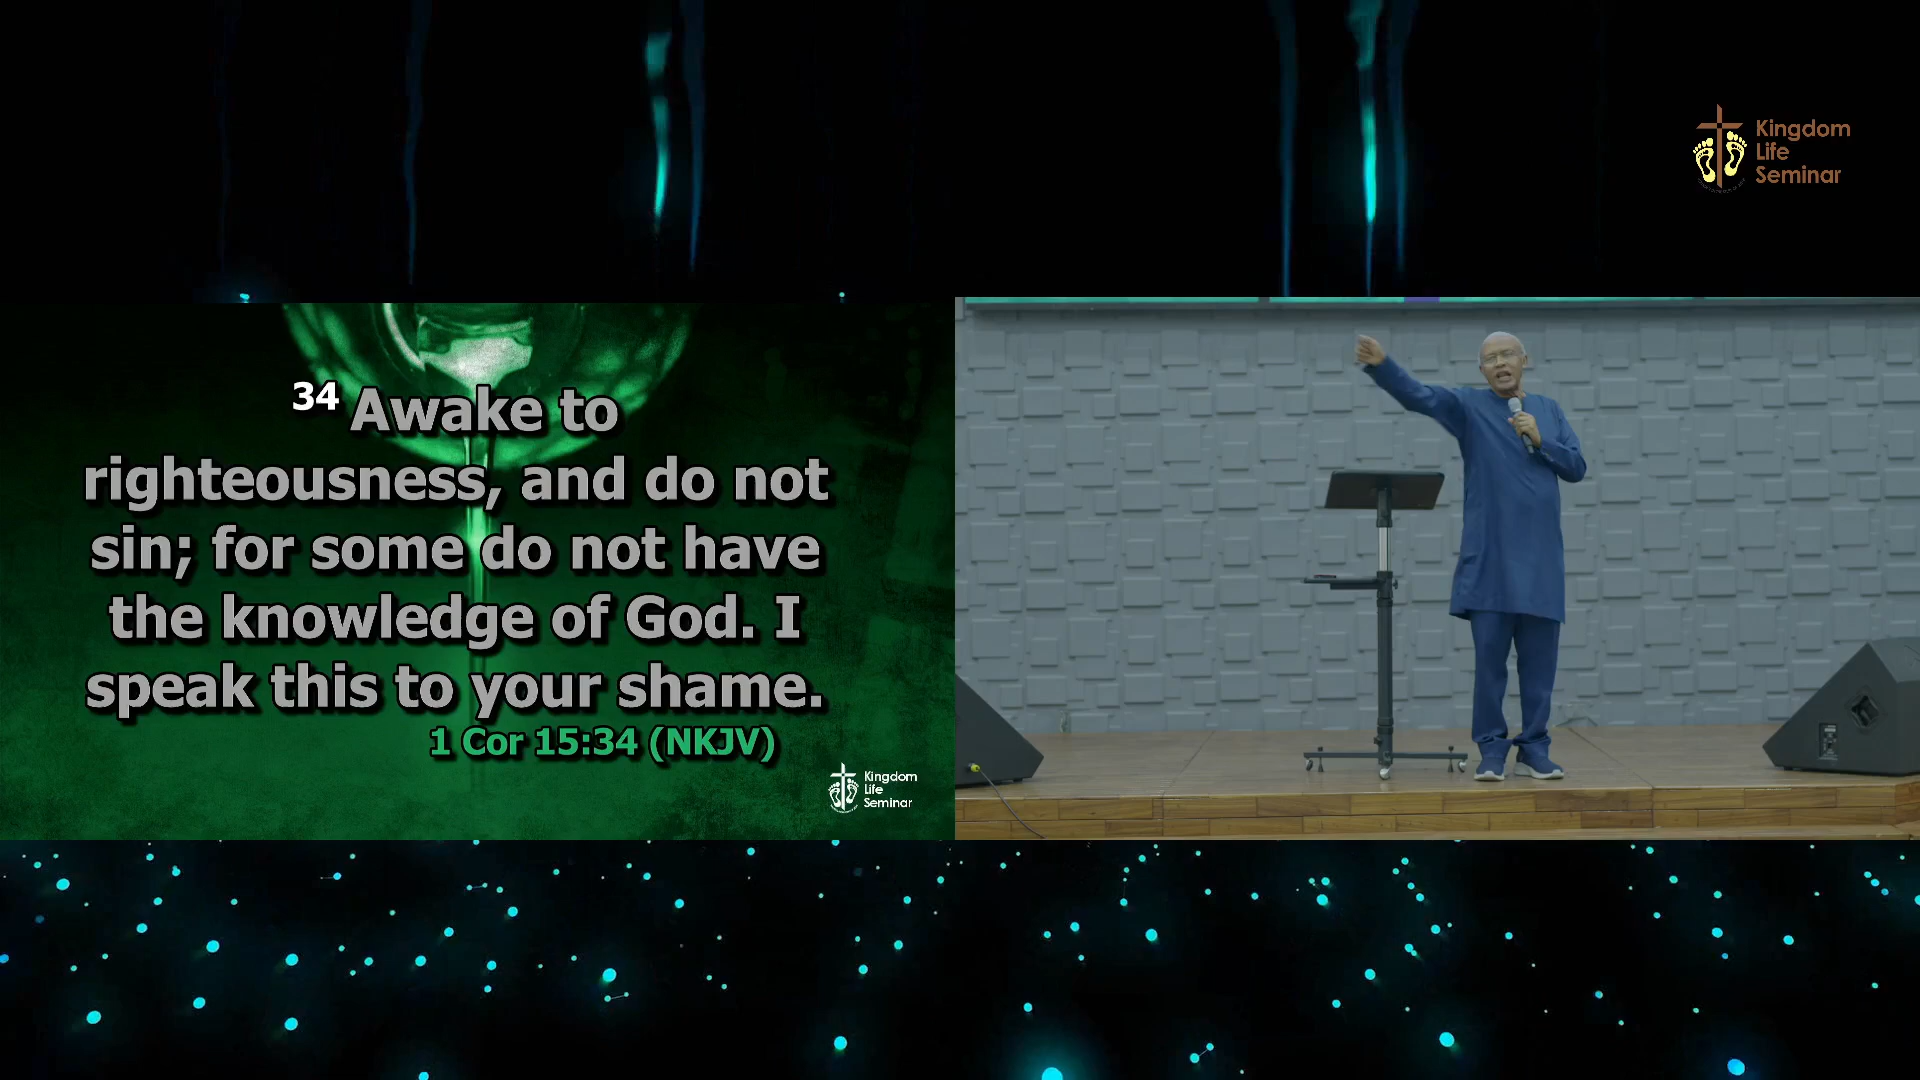 Kingdom
Life
Seminar
34 Awake to
righteousness, and do not
sin; for some do not have
the knowledge of God. I
speak this to your shame.
1 Cor 15:34 (NKJV)
Kingdom
Life
Seminar